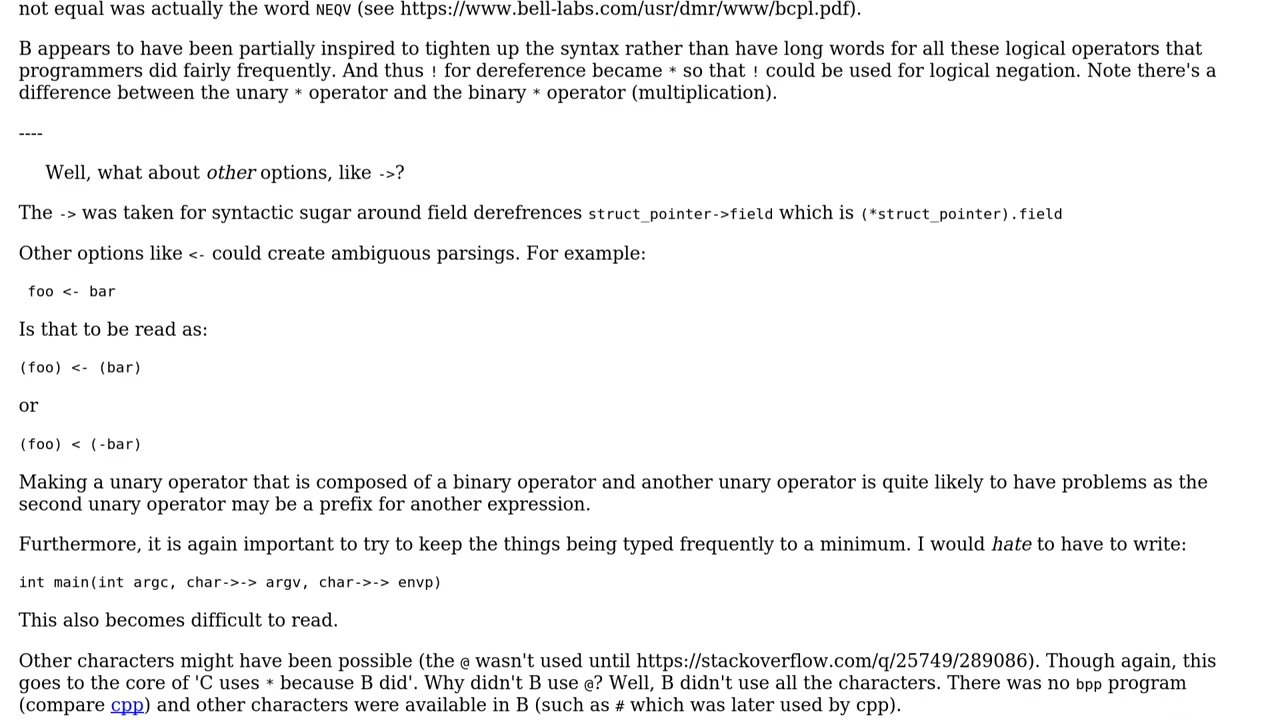 not equal was actually the word NEQV (see https://www.bell-labs.com/usr/dmr/www/bcpl.pdf).
B appears to have been partially inspired to tighten up the syntax rather than have long words for all these logical operators that
programmers did fairly frequently. And thus ! for dereference became * so that ! could be used for logical negation. Note there's a
difference between the unary * operator and the binary * operator (multiplication).
----
Well, what about other options, like ->?
The -> was taken for syntactic sugar around field derefrences struct_pointer->field which is (*struct_pointer).field
Other options like <- could create ambiguous parsings. For example:
foo <- bar
Is that to be read as:
(foo) <- (bar)
or
(foo) < (-bar)
Making a unary operator that is composed of a binary operator and another unary operator is quite likely to have problems as the
second unary operator may be a prefix for another expression.
Furthermore, it is again important to try to keep the things being typed frequently to a minimum. I would hate to have to write:
int main(int argc, char->-> argv, char->-> envp)
This also becomes difficult to read.
Other characters might have been possible (the @ wasn't used until https://stackoverflow.com/q/25749/289086). Though again, this
goes to the core of 'C uses * because B did'. Why didn't B use @? Well, B didn't use all the characters. There was no bpp program
(compare cpp) and other characters were available in B (such as # which was later used by cpp).